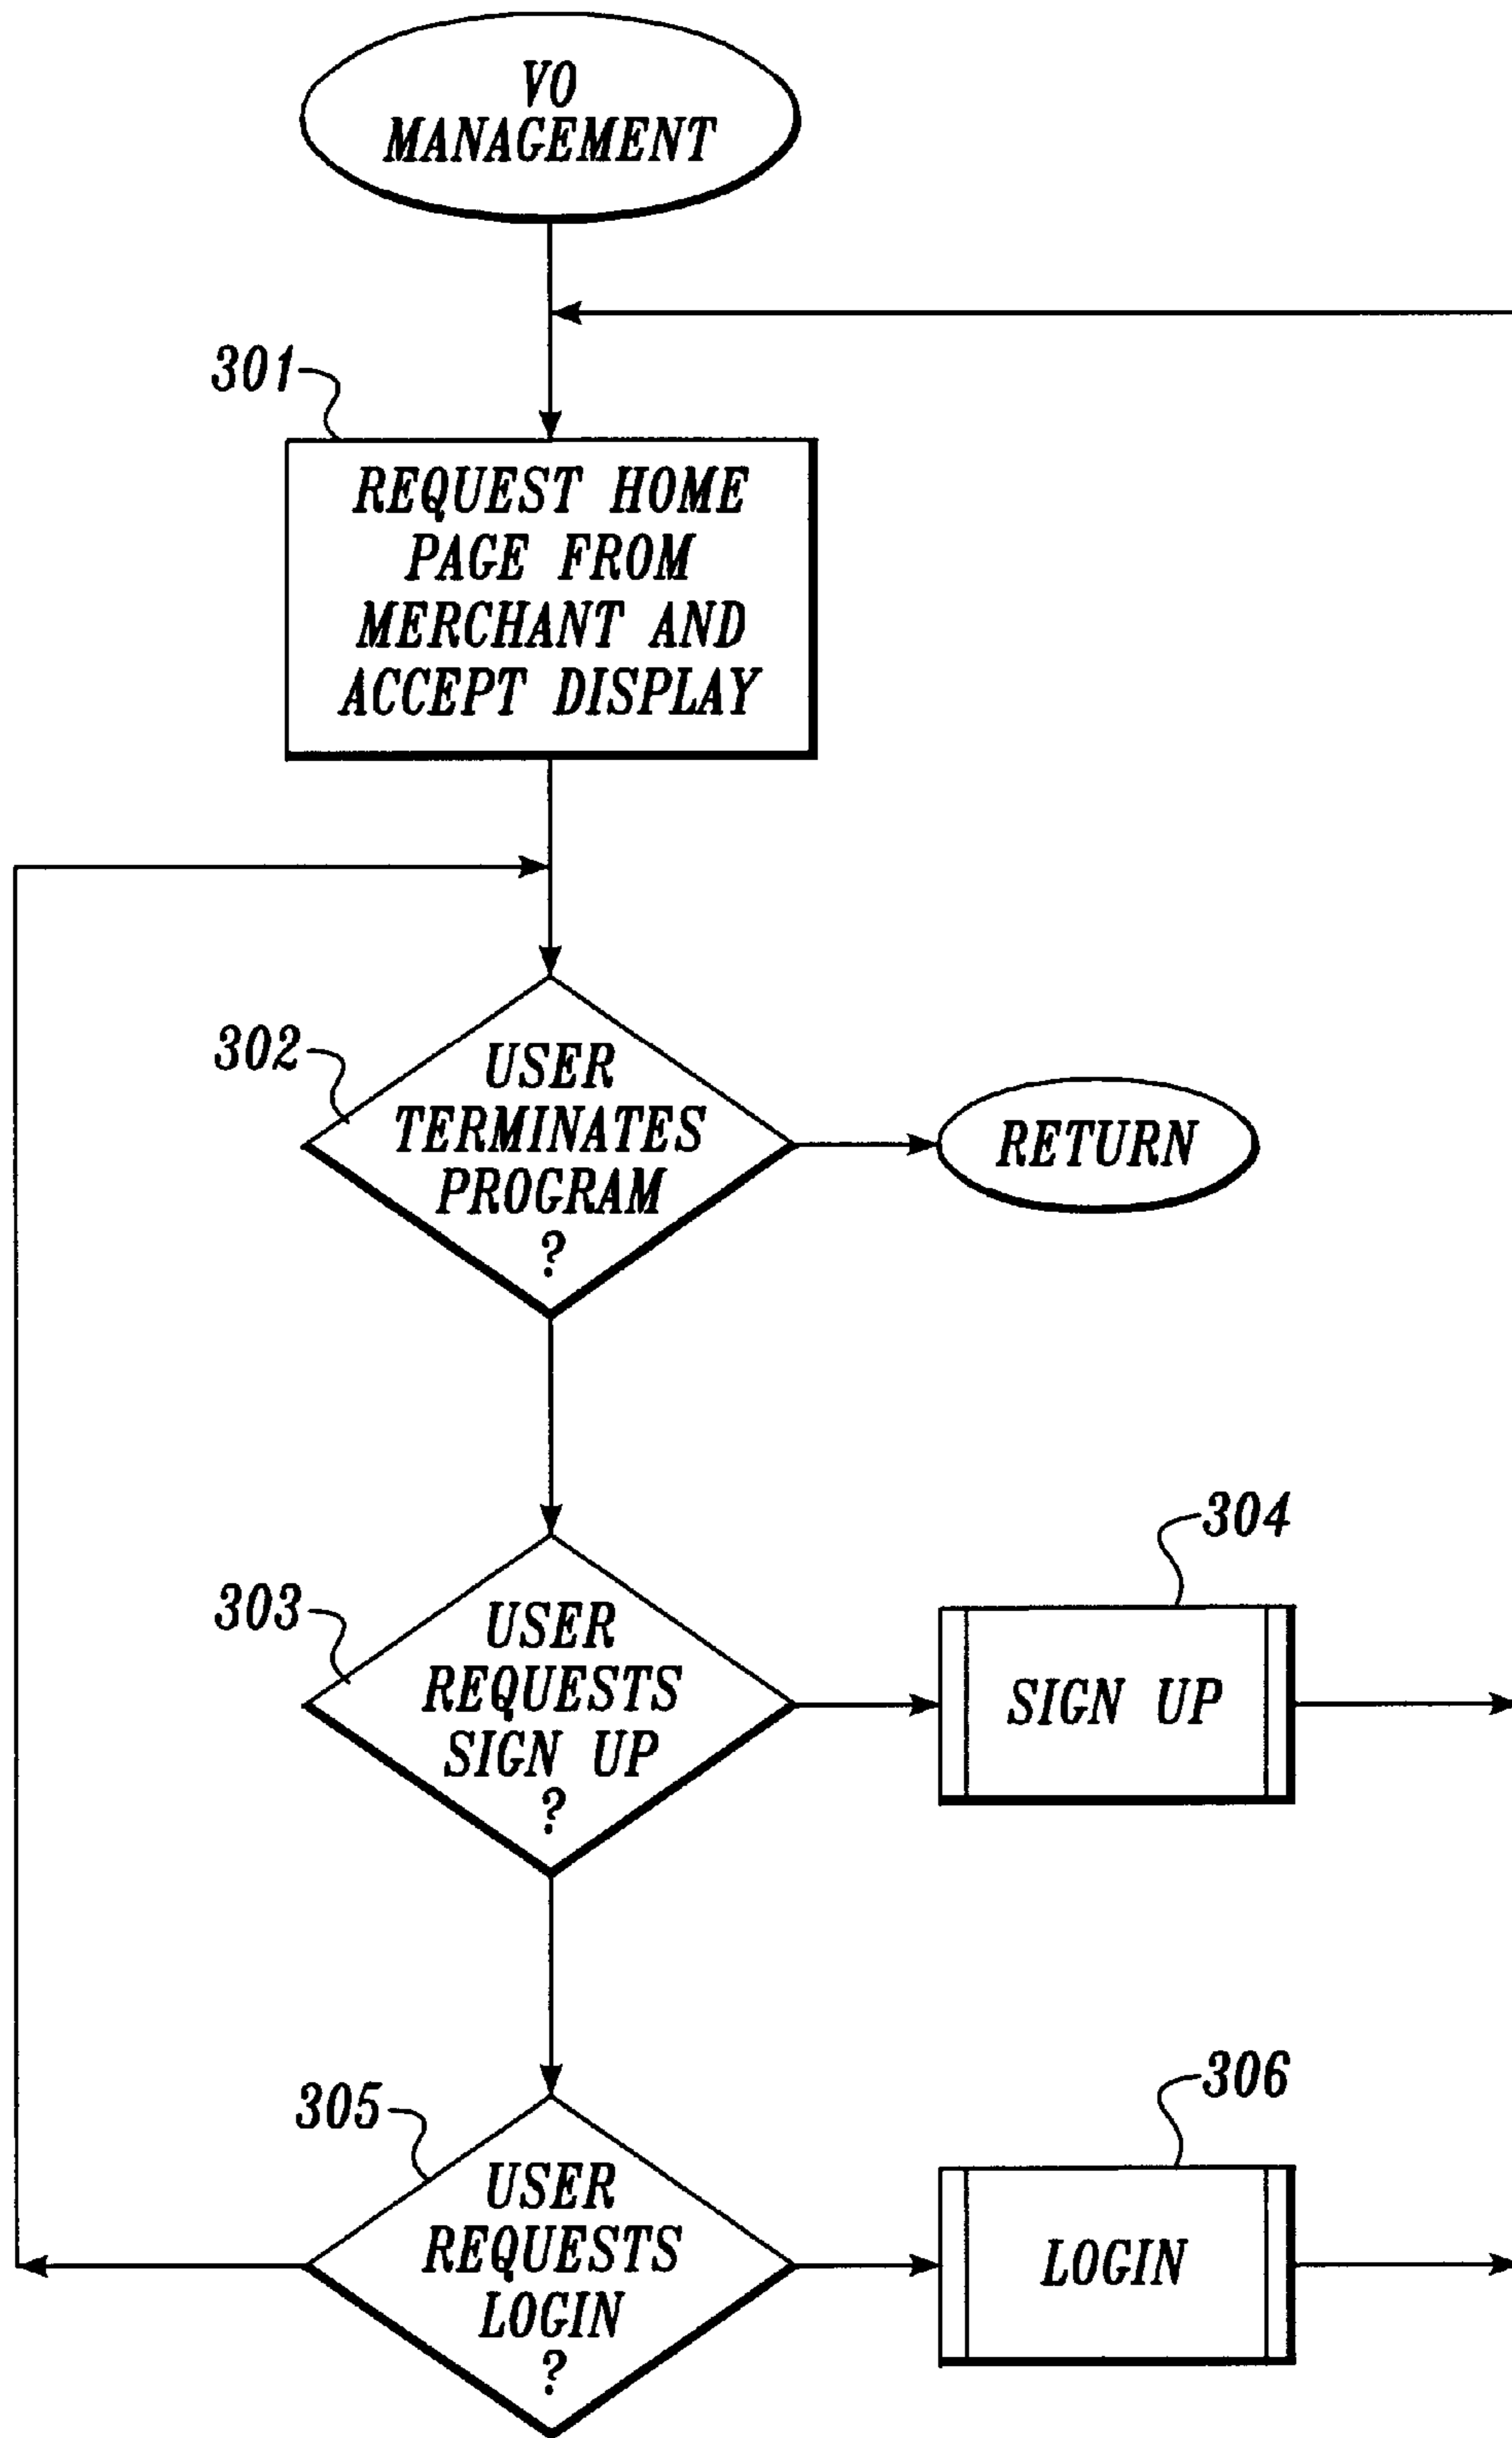 VO
MANAGEMENT
301
REQUEST HOME
PAGE FROM
MERCHANT AND
ACCEPT DISPLAY
302
USER
TERMINATES
PROGRAM
?
RETURN
303
USER
REQUESTS
SIGN UP
?
304
SIGN UP
305
USER
REQUESTS
LOGIN
?
306
LOGIN